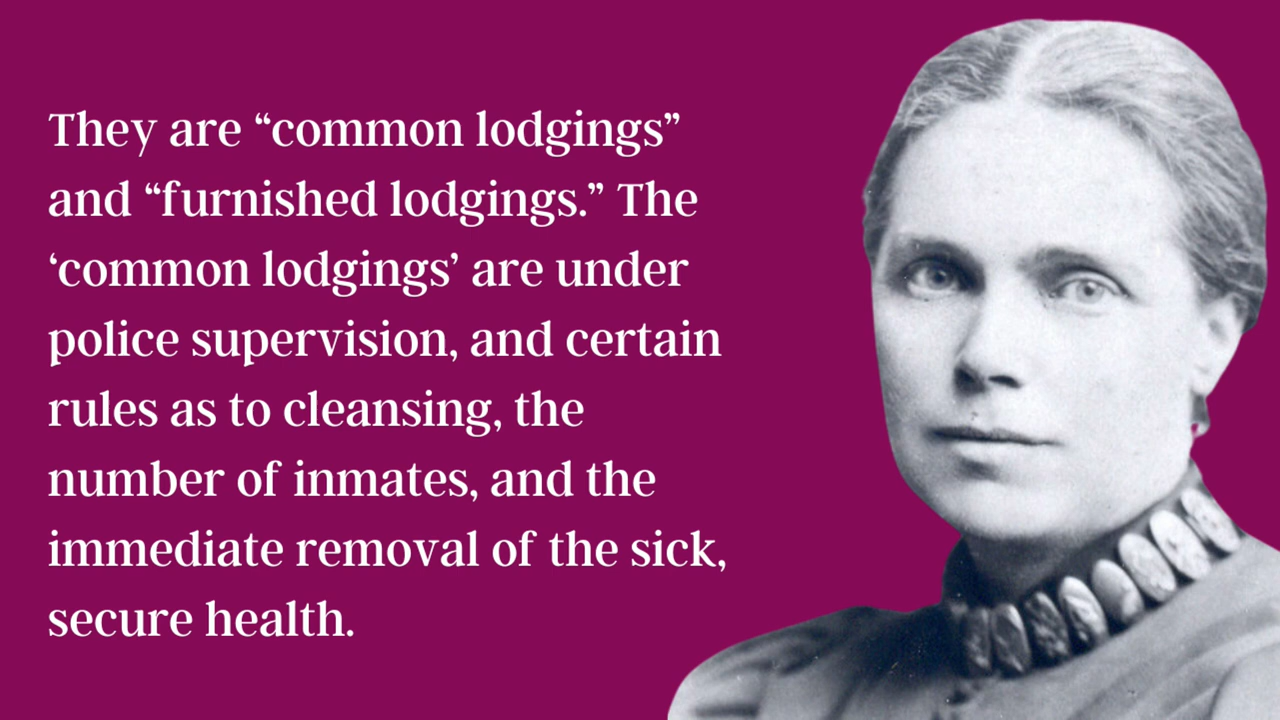 They are “common lodgings”
and “furnished lodgings.” The
‘common lodgings’ are under
police supervision, and certain
rules as to cleansing, the
number of inmates, and the
immediate removal of the sick,
secure health.